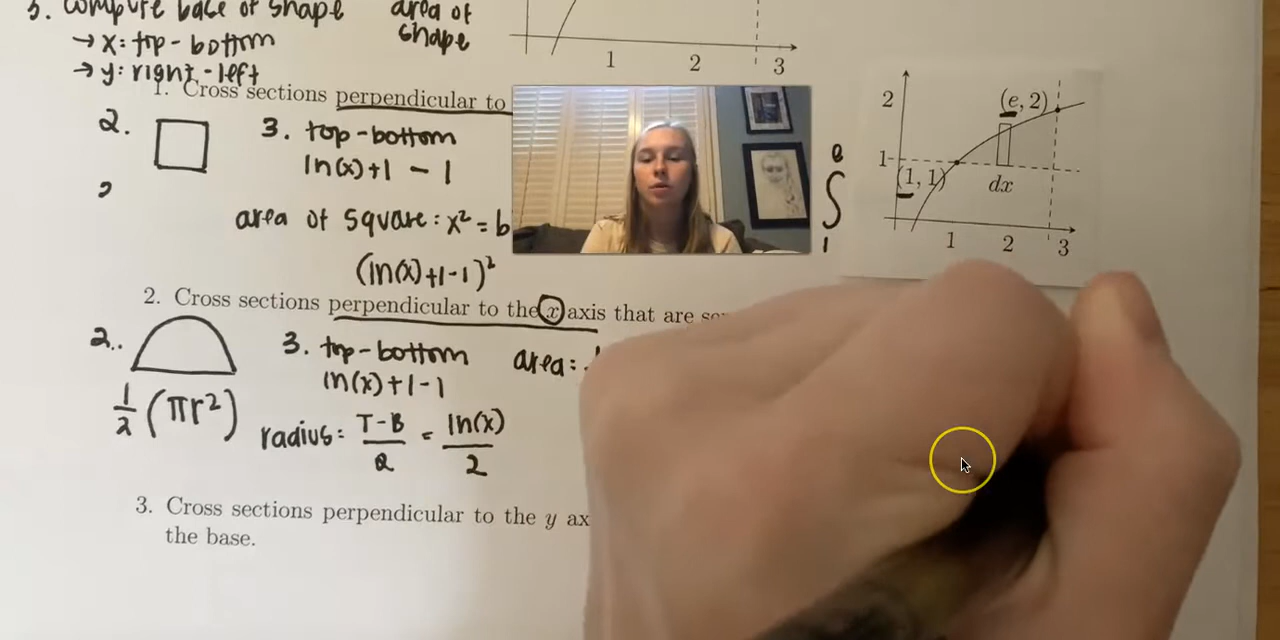 3. compute base of shape
→ x: top-bottom
→ y: right-left
area of
shape
1 2 3
1. Cross sections perpendicular to
2.
3. top-bottom
ln(x)+1 - 1
area of square: x² = b
(ln(x)+1-1)²
e
∫
1
2
(e, 2)
1
(1, 1)
dx
1 2 3
2. Cross sections perpendicular to the x axis that are
2..
½ (πr²)
3. top-bottom
ln(x)+1-1
area:
radius: T-B/2 = ln(x)/2
3. Cross sections perpendicular to the y
the base.